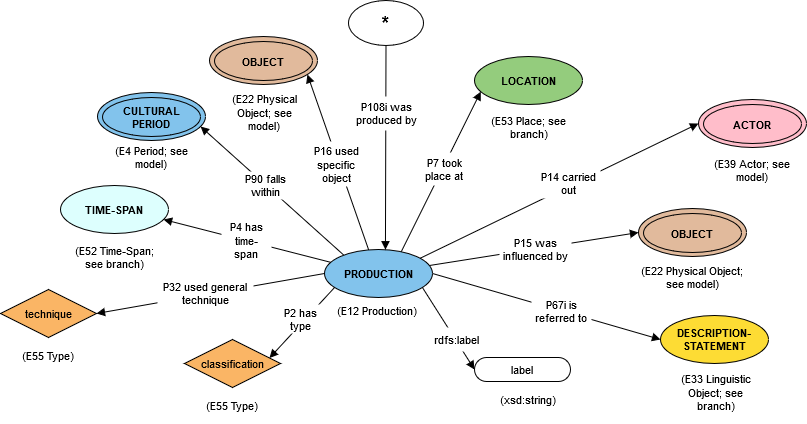 *
OBJECT
(E22 Physical
Object; see
model)
P108i was
produced by
LOCATION
(E53 Place; see
branch)
CULTURAL
PERIOD
(E4 Period; see
model)
ACTOR
(E39 Actor; see
model)
P16 used
specific
object
P7 took
place at
P90 falls
within
P14 carried
out
TIME-SPAN
(E52 Time-Span;
see branch)
P4 has
time-
span
P15 was
influenced by
OBJECT
(E22 Physical Object;
see model)
PRODUCTION
(E12 Production)
P32 used general
technique
technique
(E55 Type)
P2 has
type
classification
(E55 Type)
rdfs:label
label
(xsd:string)
P67i is
referred to
DESCRIPTION-
STATEMENT
(E33 Linguistic
Object; see
branch)